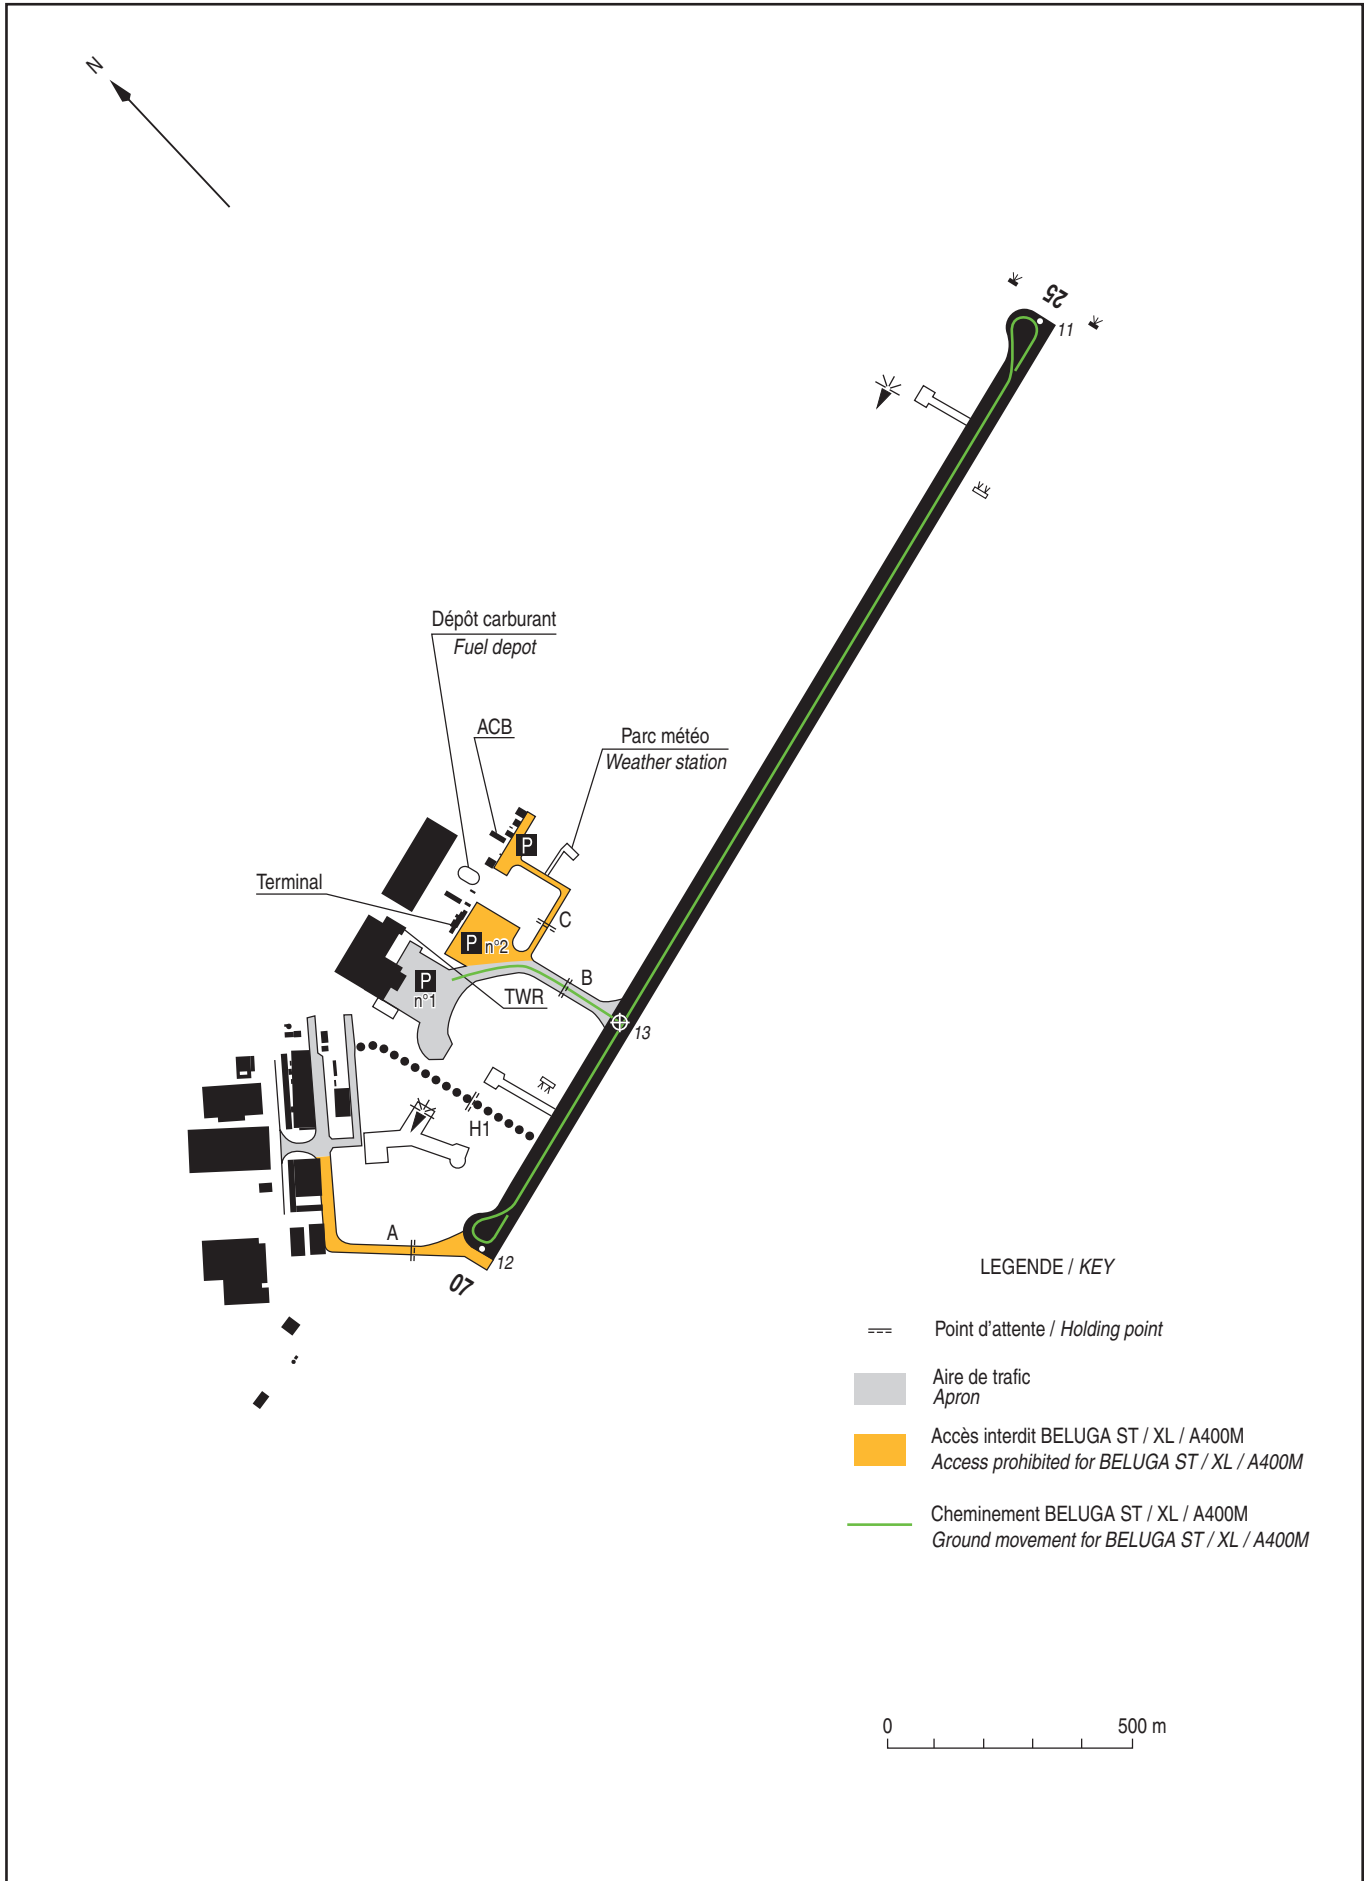 N
25
11
Dépôt carburant
Fuel depot
ACB
Parc météo
Weather station
P
Terminal
C
P n°2
B
P
n°1
TWR
13
H1
A
12
07
LEGENDE / KEY
Point d'attente / Holding point
Aire de trafic
Apron
Accès interdit BELUGA ST / XL / A400M
Access prohibited for BELUGA ST / XL / A400M
Cheminement BELUGA ST / XL / A400M
Ground movement for BELUGA ST / XL / A400M
0 500 m